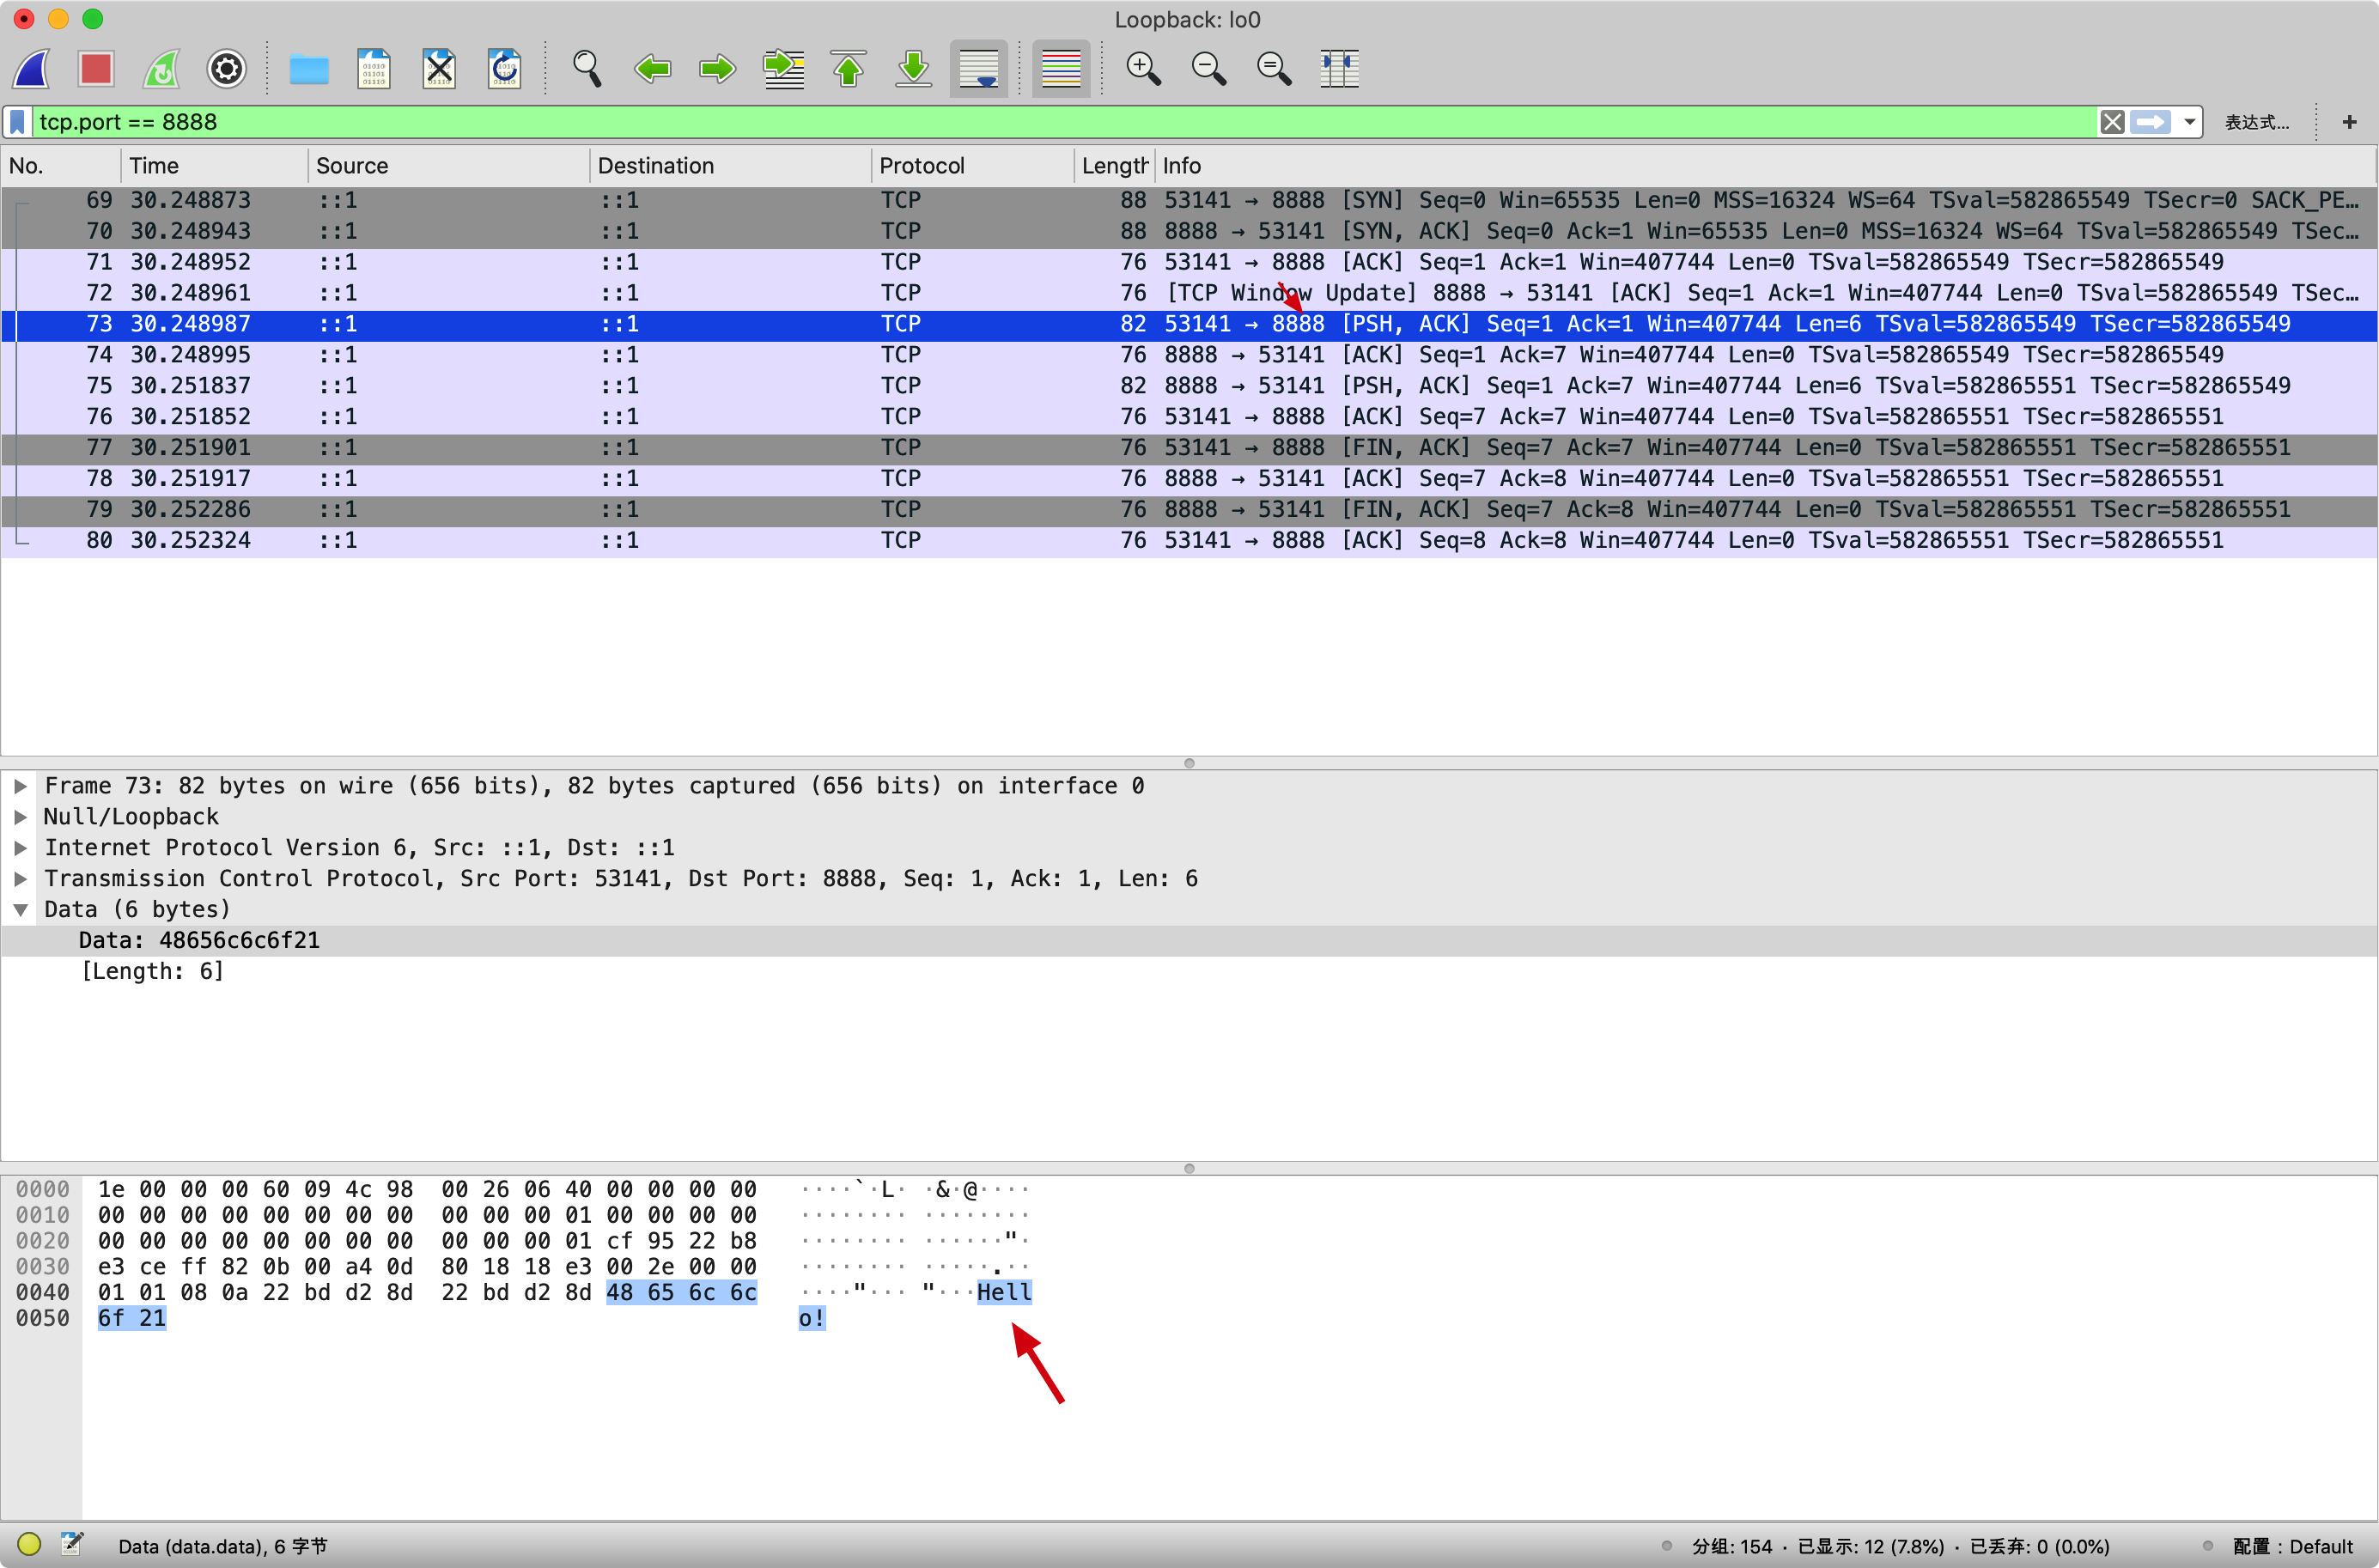 Loopback: lo0
tcp.port == 8888
表达式…
+
No. Time Source Destination Protocol Length Info
69 30.248873 ::1 ::1 TCP 88 53141 → 8888 [SYN] Seq=0 Win=65535 Len=0 MSS=16324 WS=64 TSval=582865549 TSecr=0 SACK_PE…
70 30.248943 ::1 ::1 TCP 88 8888 → 53141 [SYN, ACK] Seq=0 Ack=1 Win=65535 Len=0 MSS=16324 WS=64 TSval=582865549 TSec…
71 30.248952 ::1 ::1 TCP 76 53141 → 8888 [ACK] Seq=1 Ack=1 Win=407744 Len=0 TSval=582865549 TSecr=582865549
72 30.248961 ::1 ::1 TCP 76 [TCP Window Update] 8888 → 53141 [ACK] Seq=1 Ack=1 Win=407744 Len=0 TSval=582865549 TSec…
73 30.248987 ::1 ::1 TCP 82 53141 → 8888 [PSH, ACK] Seq=1 Ack=1 Win=407744 Len=6 TSval=582865549 TSecr=582865549
74 30.248995 ::1 ::1 TCP 76 8888 → 53141 [ACK] Seq=1 Ack=7 Win=407744 Len=0 TSval=582865549 TSecr=582865549
75 30.251837 ::1 ::1 TCP 82 8888 → 53141 [PSH, ACK] Seq=1 Ack=7 Win=407744 Len=6 TSval=582865551 TSecr=582865549
76 30.251852 ::1 ::1 TCP 76 53141 → 8888 [ACK] Seq=7 Ack=7 Win=407744 Len=0 TSval=582865551 TSecr=582865551
77 30.251901 ::1 ::1 TCP 76 53141 → 8888 [FIN, ACK] Seq=7 Ack=7 Win=407744 Len=0 TSval=582865551 TSecr=582865551
78 30.251917 ::1 ::1 TCP 76 8888 → 53141 [ACK] Seq=7 Ack=8 Win=407744 Len=0 TSval=582865551 TSecr=582865551
79 30.252286 ::1 ::1 TCP 76 8888 → 53141 [FIN, ACK] Seq=7 Ack=8 Win=407744 Len=0 TSval=582865551 TSecr=582865551
80 30.252324 ::1 ::1 TCP 76 53141 → 8888 [ACK] Seq=8 Ack=8 Win=407744 Len=0 TSval=582865551 TSecr=582865551
Frame 73: 82 bytes on wire (656 bits), 82 bytes captured (656 bits) on interface 0
Null/Loopback
Internet Protocol Version 6, Src: ::1, Dst: ::1
Transmission Control Protocol, Src Port: 53141, Dst Port: 8888, Seq: 1, Ack: 1, Len: 6
Data (6 bytes)
Data: 48656c6c6f21
[Length: 6]
0000 1e 00 00 00 60 09 4c 98 00 26 06 40 00 00 00 00 ····`·L· ·&·@····
0010 00 00 00 00 00 00 00 00 00 00 00 01 00 00 00 00 ········ ········
0020 00 00 00 00 00 00 00 00 00 00 00 01 cf 95 22 b8 ········ ······"·
0030 e3 ce ff 82 0b 00 a4 0d 80 18 18 e3 00 2e 00 00 ········ ·····.··
0040 01 01 08 0a 22 bd d2 8d 22 bd d2 8d 48 65 6c 6c ····"··· "···Hell
0050 6f 21 o!
Data (data.data), 6 字节
分组: 154 · 已显示: 12 (7.8%) · 已丢弃: 0 (0.0%)
配置：Default